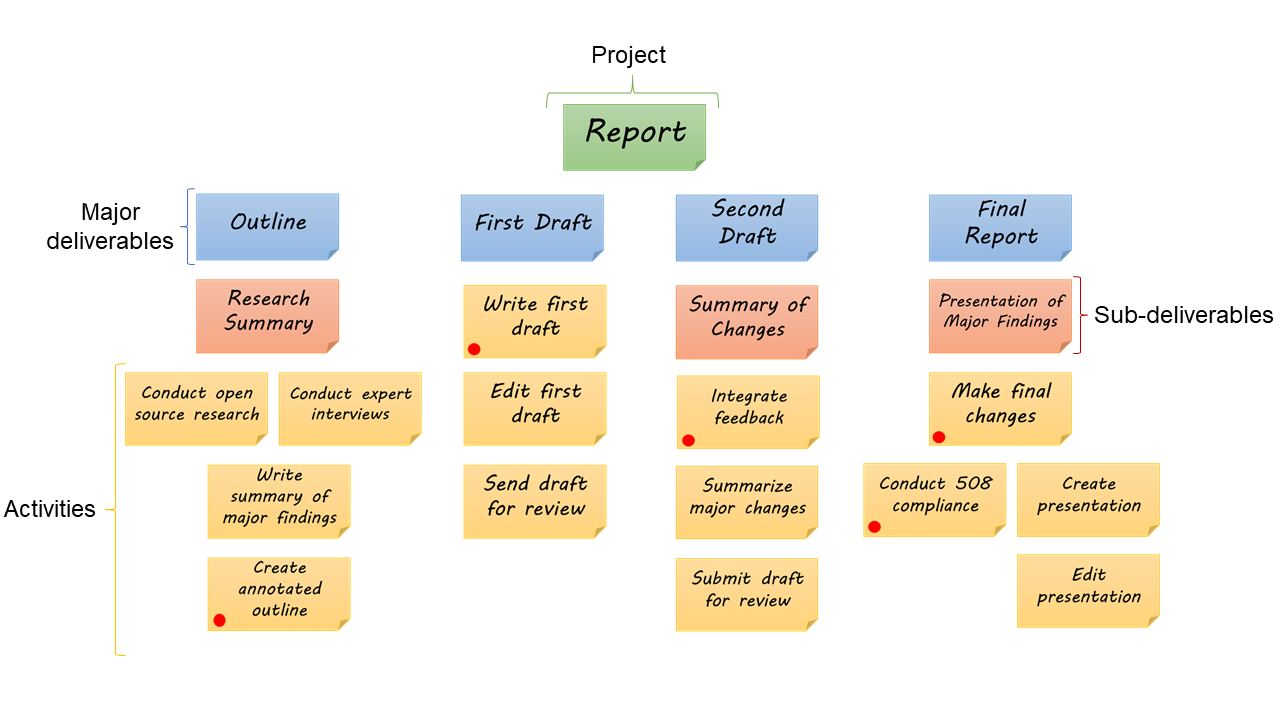 Project
Report
Major
deliverables
Outline
First Draft
Second
Draft
Final
Report
Research
Summary
Write first
draft
Summary of
Changes
Presentation of
Major Findings
Sub-deliverables
Activities
Conduct open
source research
Conduct expert
interviews
Edit first
draft
Integrate
feedback
Make final
changes
Write
summary of
major findings
Send draft
for review
Summarize
major changes
Conduct 508
compliance
Create
presentation
Create
annotated
outline
Submit draft
for review
Edit
presentation